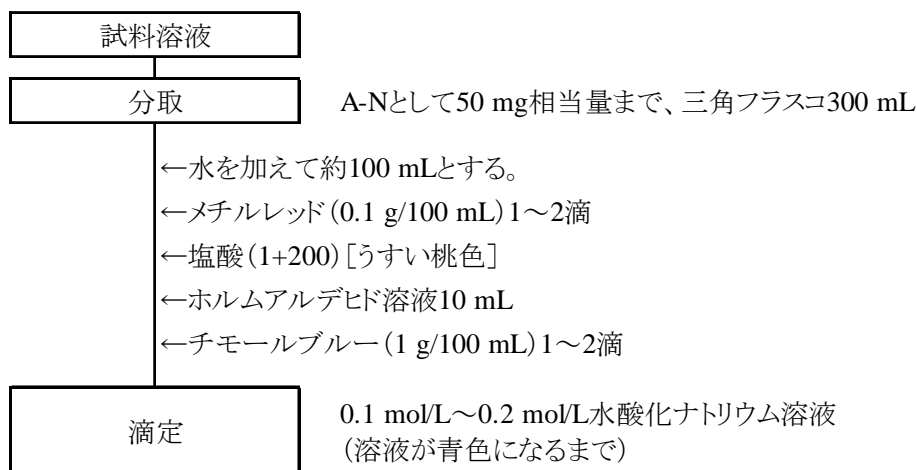 試料溶液
分取
A-Nとして50 mg相当量まで、三角フラスコ300 mL
←水を加えて約100 mLとする。
←メチルレッド(0.1 g/100 mL)1～2滴
←塩酸(1+200)[うすい桃色]
←ホルムアルデヒド溶液10 mL
←チモールブルー(1 g/100 mL)1～2滴
滴定
0.1 mol/L～0.2 mol/L水酸化ナトリウム溶液
(溶液が青色になるまで)